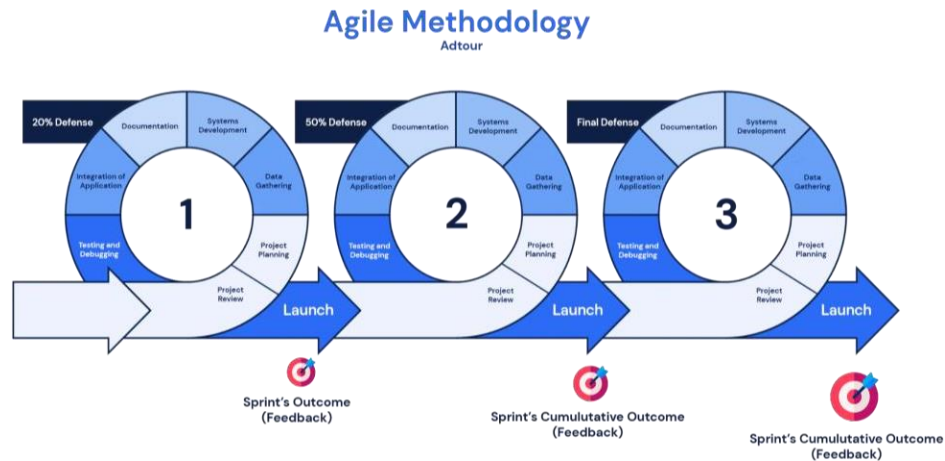 Agile Methodology
Adtour
20% Defense
Documentation
Systems
Development
Data
Gathering
Project
Planning
Project
Review
Testing and
Debugging
Integration of
Application
1
Launch
Sprint's Outcome
(Feedback)
50% Defense
Documentation
Systems
Development
Data
Gathering
Project
Planning
Project
Review
Testing and
Debugging
Integration of
Application
2
Launch
Sprint's Cumulutative Outcome
(Feedback)
Final Defense
Documentation
Systems
Development
Data
Gathering
Project
Planning
Project
Review
Testing and
Debugging
Integration of
Application
3
Launch
Sprint's Cumulutative Outcome
(Feedback)